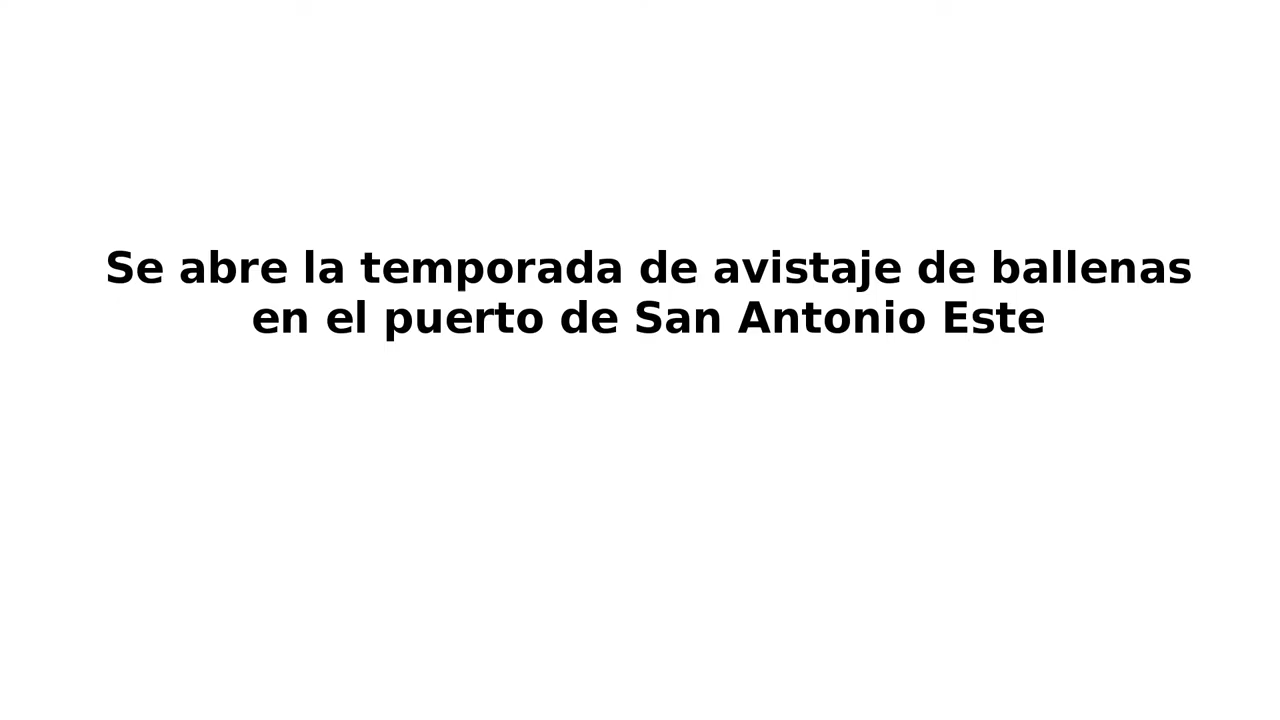 Se abre la temporada de avistaje de ballenas
en el puerto de San Antonio Este